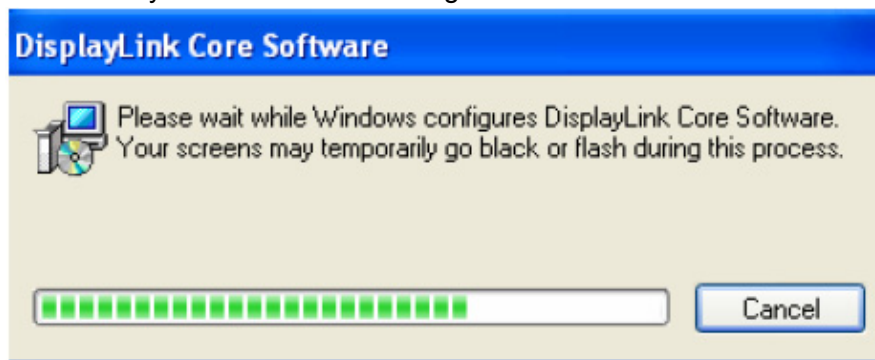 DisplayLink Core Software
Please wait while Windows configures DisplayLink Core Software.
Your screens may temporarily go black or flash during this process.
Cancel